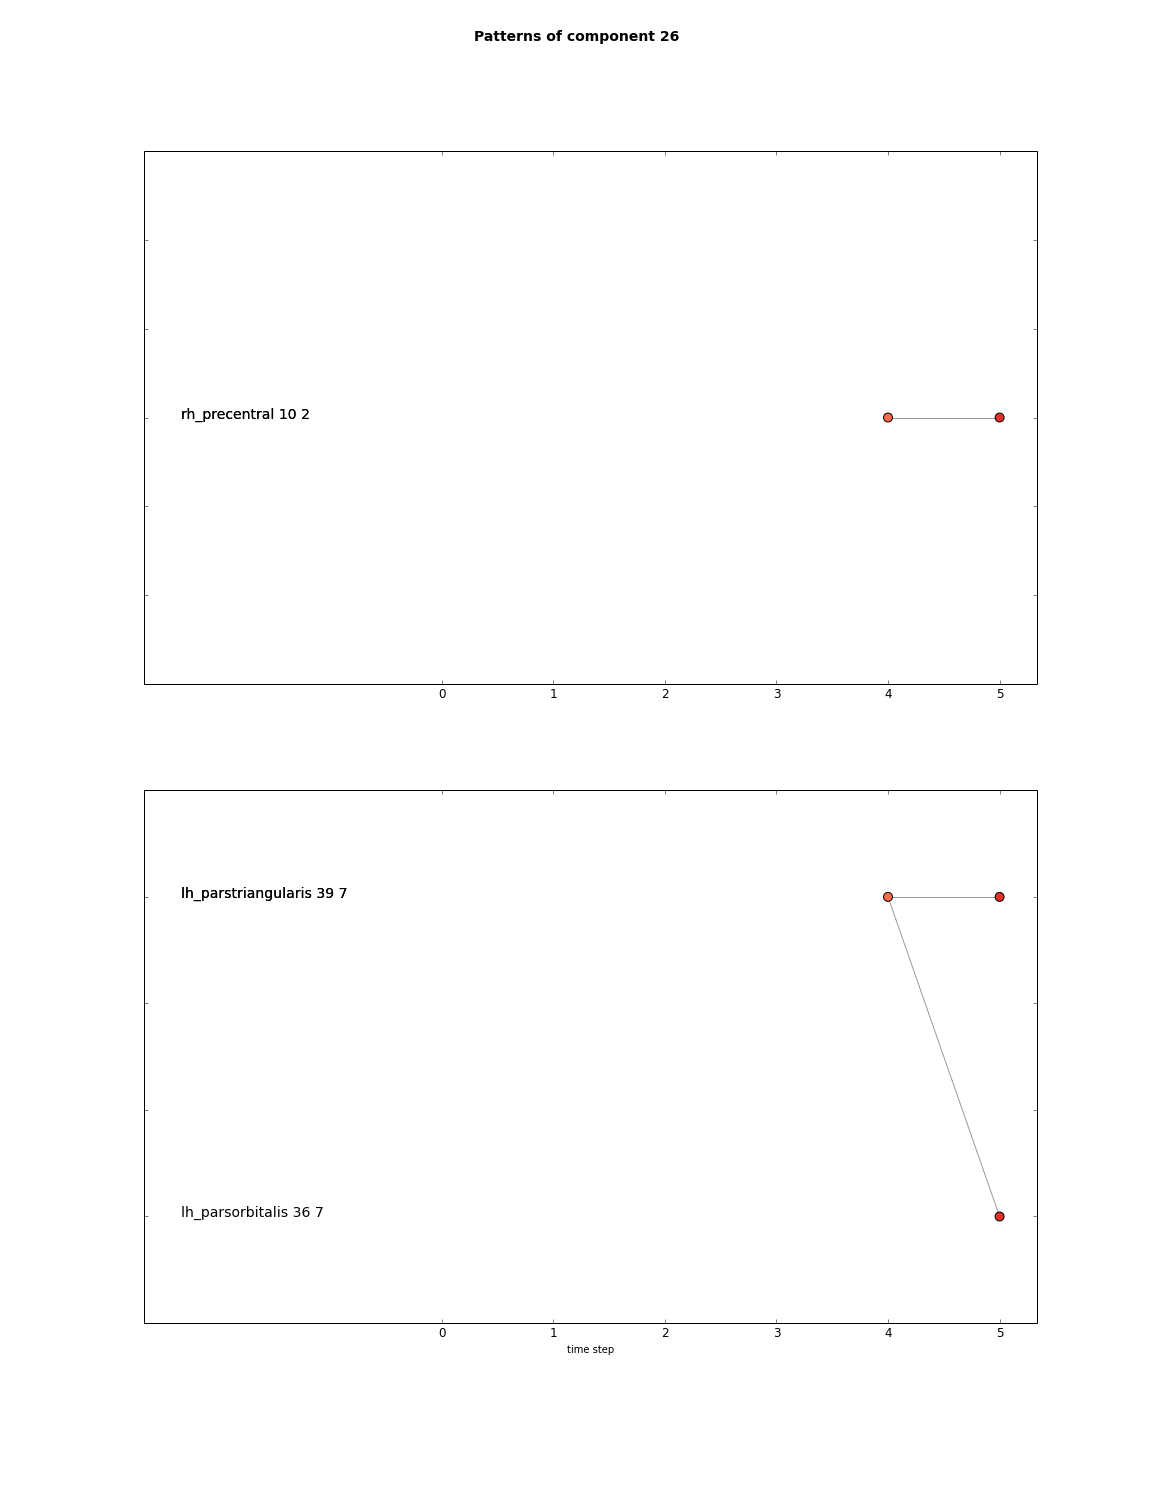 Patterns of component 26
rh_precentral 10 2
0 1 2 3 4 5
lh_parstriangularis 39 7
lh_parsorbitalis 36 7
0 1 2 3 4 5
time step